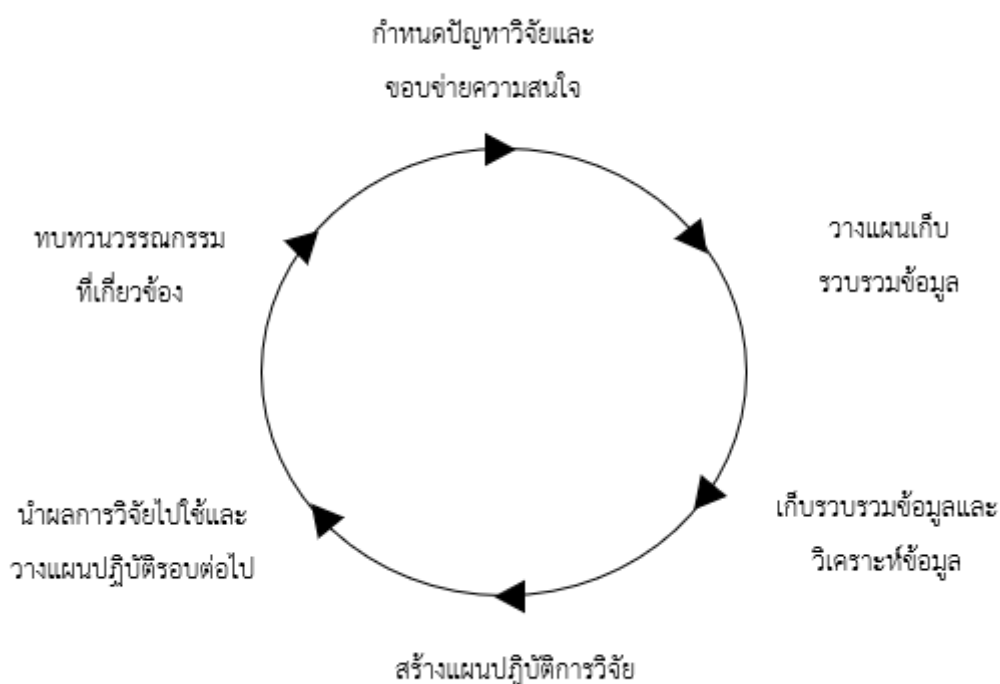 กำหนดปัญหาวิจัยและ
ขอบข่ายความสนใจ
วางแผนเก็บ
รวบรวมข้อมูล
เก็บรวบรวมข้อมูลและ
วิเคราะห์ข้อมูล
สร้างแผนปฏิบัติการวิจัย
นำผลการวิจัยไปใช้และ
วางแผนปฏิบัติรอบต่อไป
ทบทวนวรรณกรรม
ที่เกี่ยวข้อง